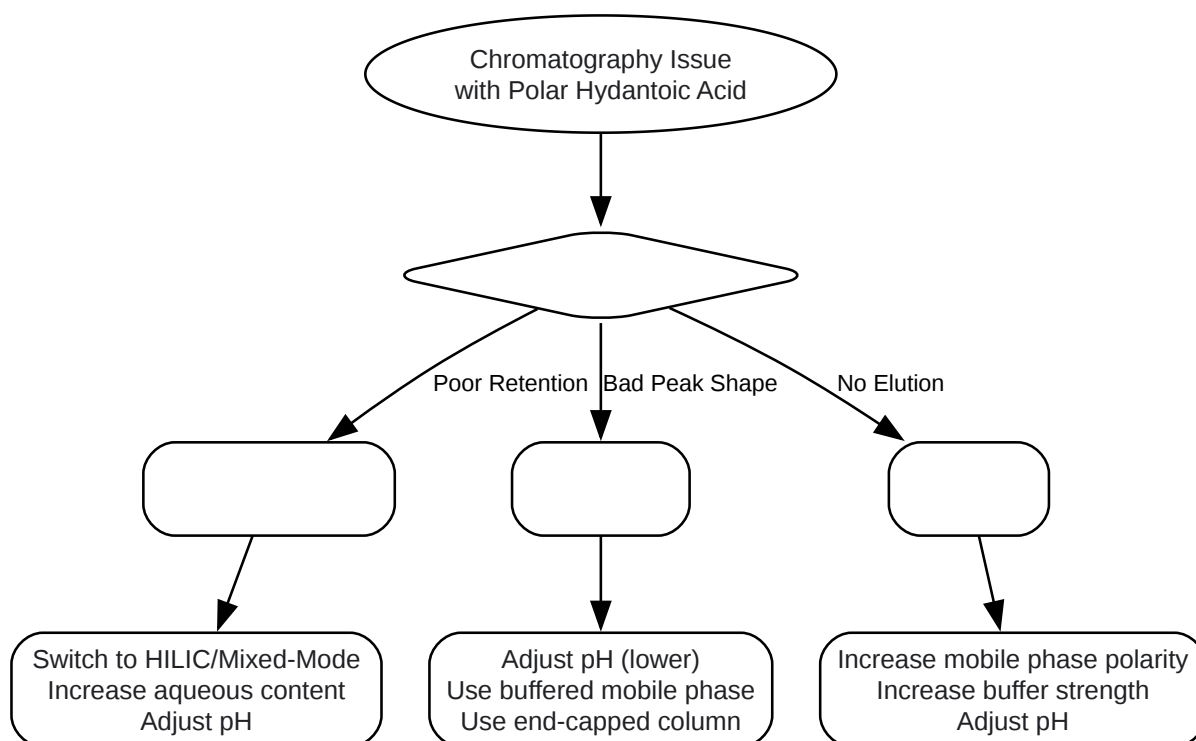 Chromatography Issue
with Polar Hydantoic Acid
Poor Retention
Bad Peak Shape
No Elution
Switch to HILIC/Mixed-Mode
Increase aqueous content
Adjust pH
Adjust pH (lower)
Use buffered mobile phase
Use end-capped column
Increase mobile phase polarity
Increase buffer strength
Adjust pH